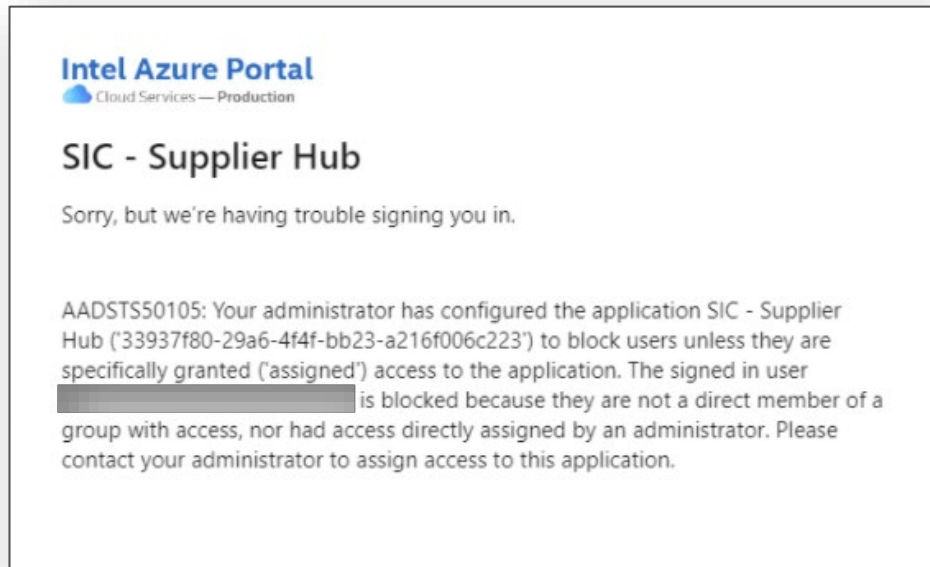 Intel Azure Portal
Cloud Services — Production
SIC - Supplier Hub
Sorry, but we're having trouble signing you in.
AADSTS50105: Your administrator has configured the application SIC - Supplier
Hub ('33937f80-29a6-4f4f-bb23-a216f006c223') to block users unless they are
specifically granted ('assigned') access to the application. The signed in user
is blocked because they are not a direct member of a
group with access, nor had access directly assigned by an administrator. Please
contact your administrator to assign access to this application.